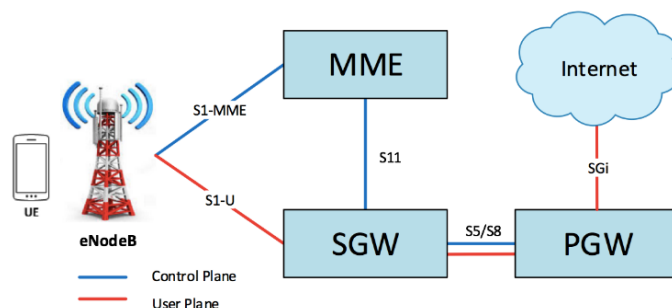 MME
Internet
S1-MME
S11
SGi
UE
S1-U
eNodeB
SGW
S5/S8
PGW
Control Plane
User Plane